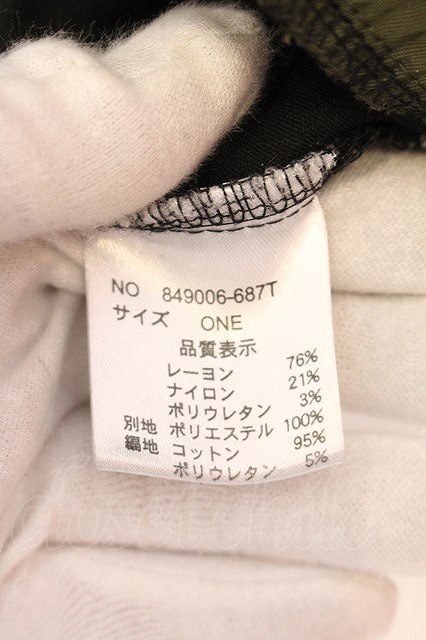 NO 849006-687T
サイズ ONE
品質表示
レーヨン 76%
ナイロン 21%
ポリウレタン 3%
別地 ポリエステル 100%
編地 コットン 95%
ポリウレタン 5%
closet child